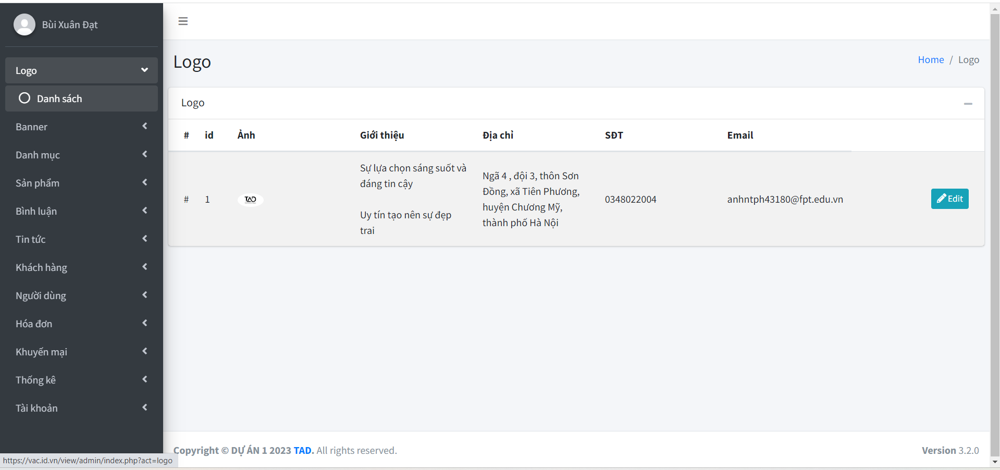 Bùi Xuân Đạt
Logo
Danh sách
Banner
Danh mục
Sản phẩm
Bình luận
Tin tức
Khách hàng
Người dùng
Hóa đơn
Khuyến mại
Thống kê
Tài khoản
https://vac.id.vn/view/admin/index.php?act=logo
Logo
Home / Logo
Logo
# id Ảnh Giới thiệu Địa chỉ SĐT Email
# 1
TAD
Sự lựa chọn sáng suốt và
đáng tin cậy
Uy tín tạo nên sự đẹp
trai
Ngã 4 , đội 3, thôn Sơn
Đồng, xã Tiên Phương,
huyện Chương Mỹ,
thành phố Hà Nội
0348022004
anhntph43180@fpt.edu.vn
Edit
Copyright © DỰ ÁN 1 2023 TAD. All rights reserved.
Version 3.2.0